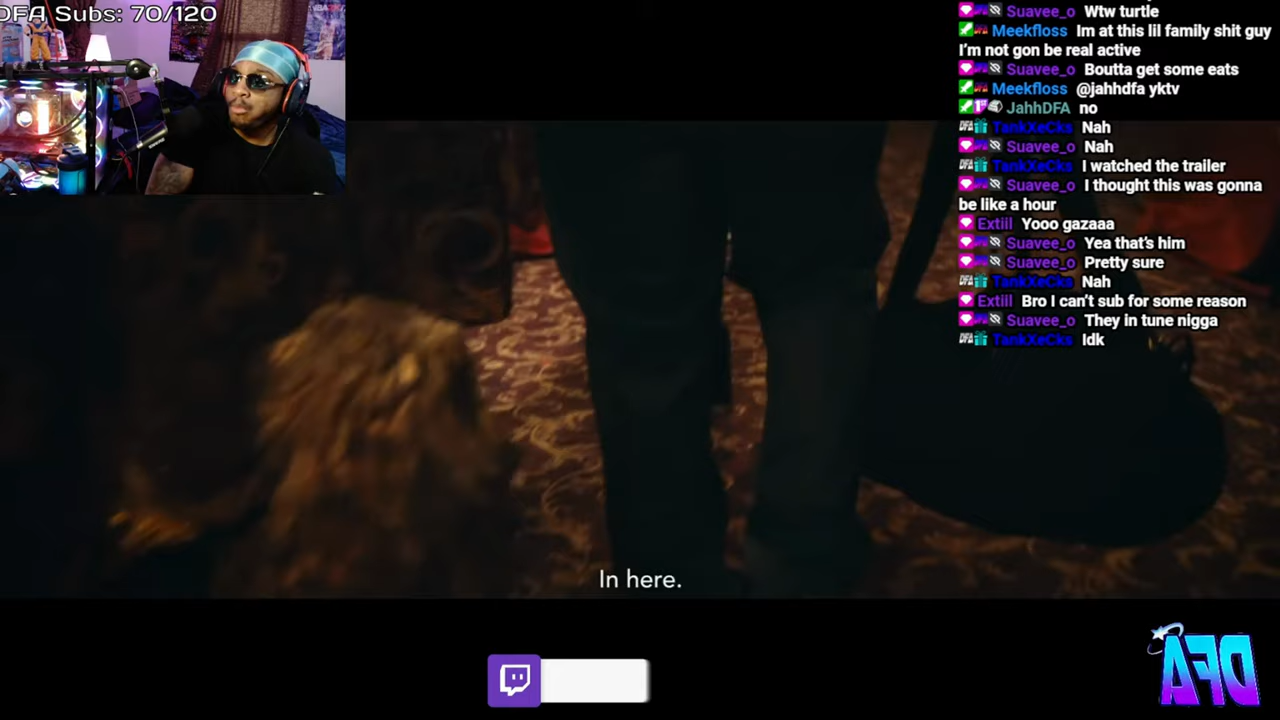 DFA Subs: 70/120
Suavee_o Wtw turtle
Meekfloss Im at this lil family shit guy
I'm not gon be real active
Suavee_o Boutta get some eats
Meekfloss @jahhdfa yktv
JahhDFA no
TankXeCks Nah
Suavee_o Nah
TankXeCks I watched the trailer
Suavee_o I thought this was gonna
be like a hour
Extiil Yooo gazaaa
Suavee_o Yea that's him
Suavee_o Pretty sure
TankXeCks Nah
Extiil Bro I can't sub for some reason
Suavee_o They in tune nigga
TankXeCks Idk
In here.
DFA